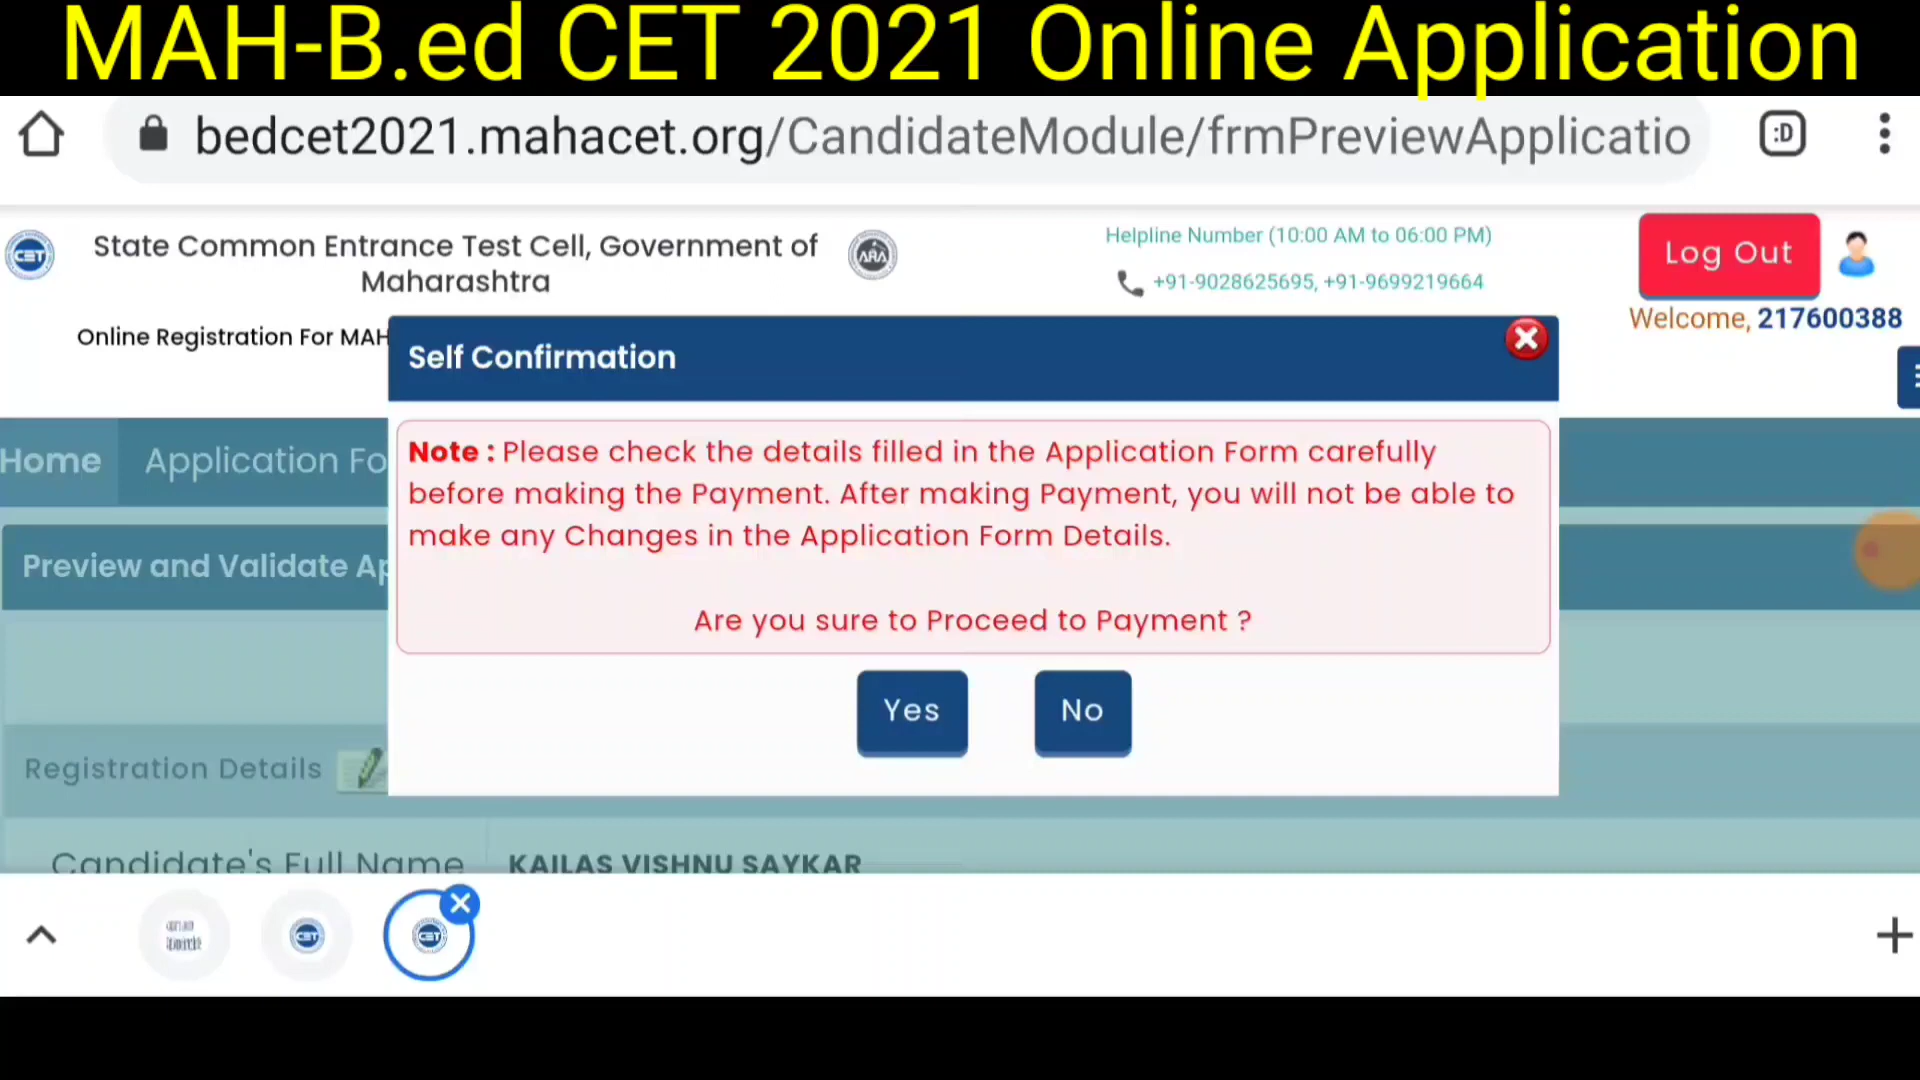 MAH-B.ed CET 2021 Online Application
bedcet2021.mahacet.org/CandidateModule/frmPreviewApplicatio
:D
CET
State Common Entrance Test Cell, Government of
Maharashtra
ARA
Helpline Number (10:00 AM to 06:00 PM)
+91-9028625695, +91-9699219664
Log Out
Welcome, 217600388
Online Registration For MAH
Self Confirmation
Home
Application Fo
Note : Please check the details filled in the Application Form carefully
before making the Payment. After making Payment, you will not be able to
make any Changes in the Application Form Details.
Preview and Validate Ap
Are you sure to Proceed to Payment ?
Yes
No
Registration Details
Candidate's Full Name
KAILAS VISHNU SAYKAR
CET
CET